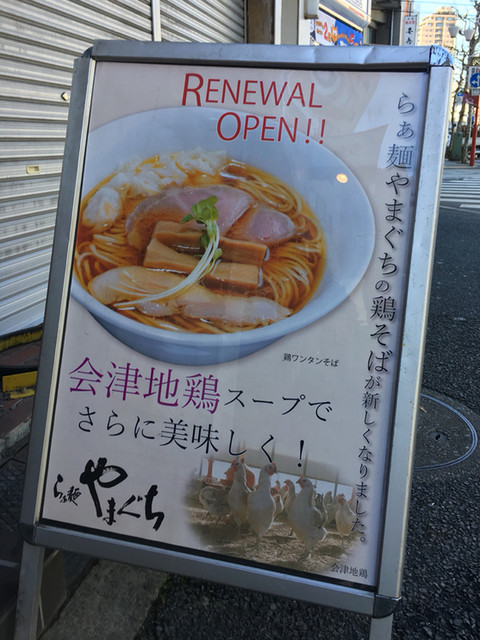 RENEWAL
OPEN!!
らぁ麺やまぐちの鶏そばが新しくなりました。
鶏ワンタンそば
会津地鶏スープで
さらに美味しく！
らぁ麺
やまぐち
会津地鶏